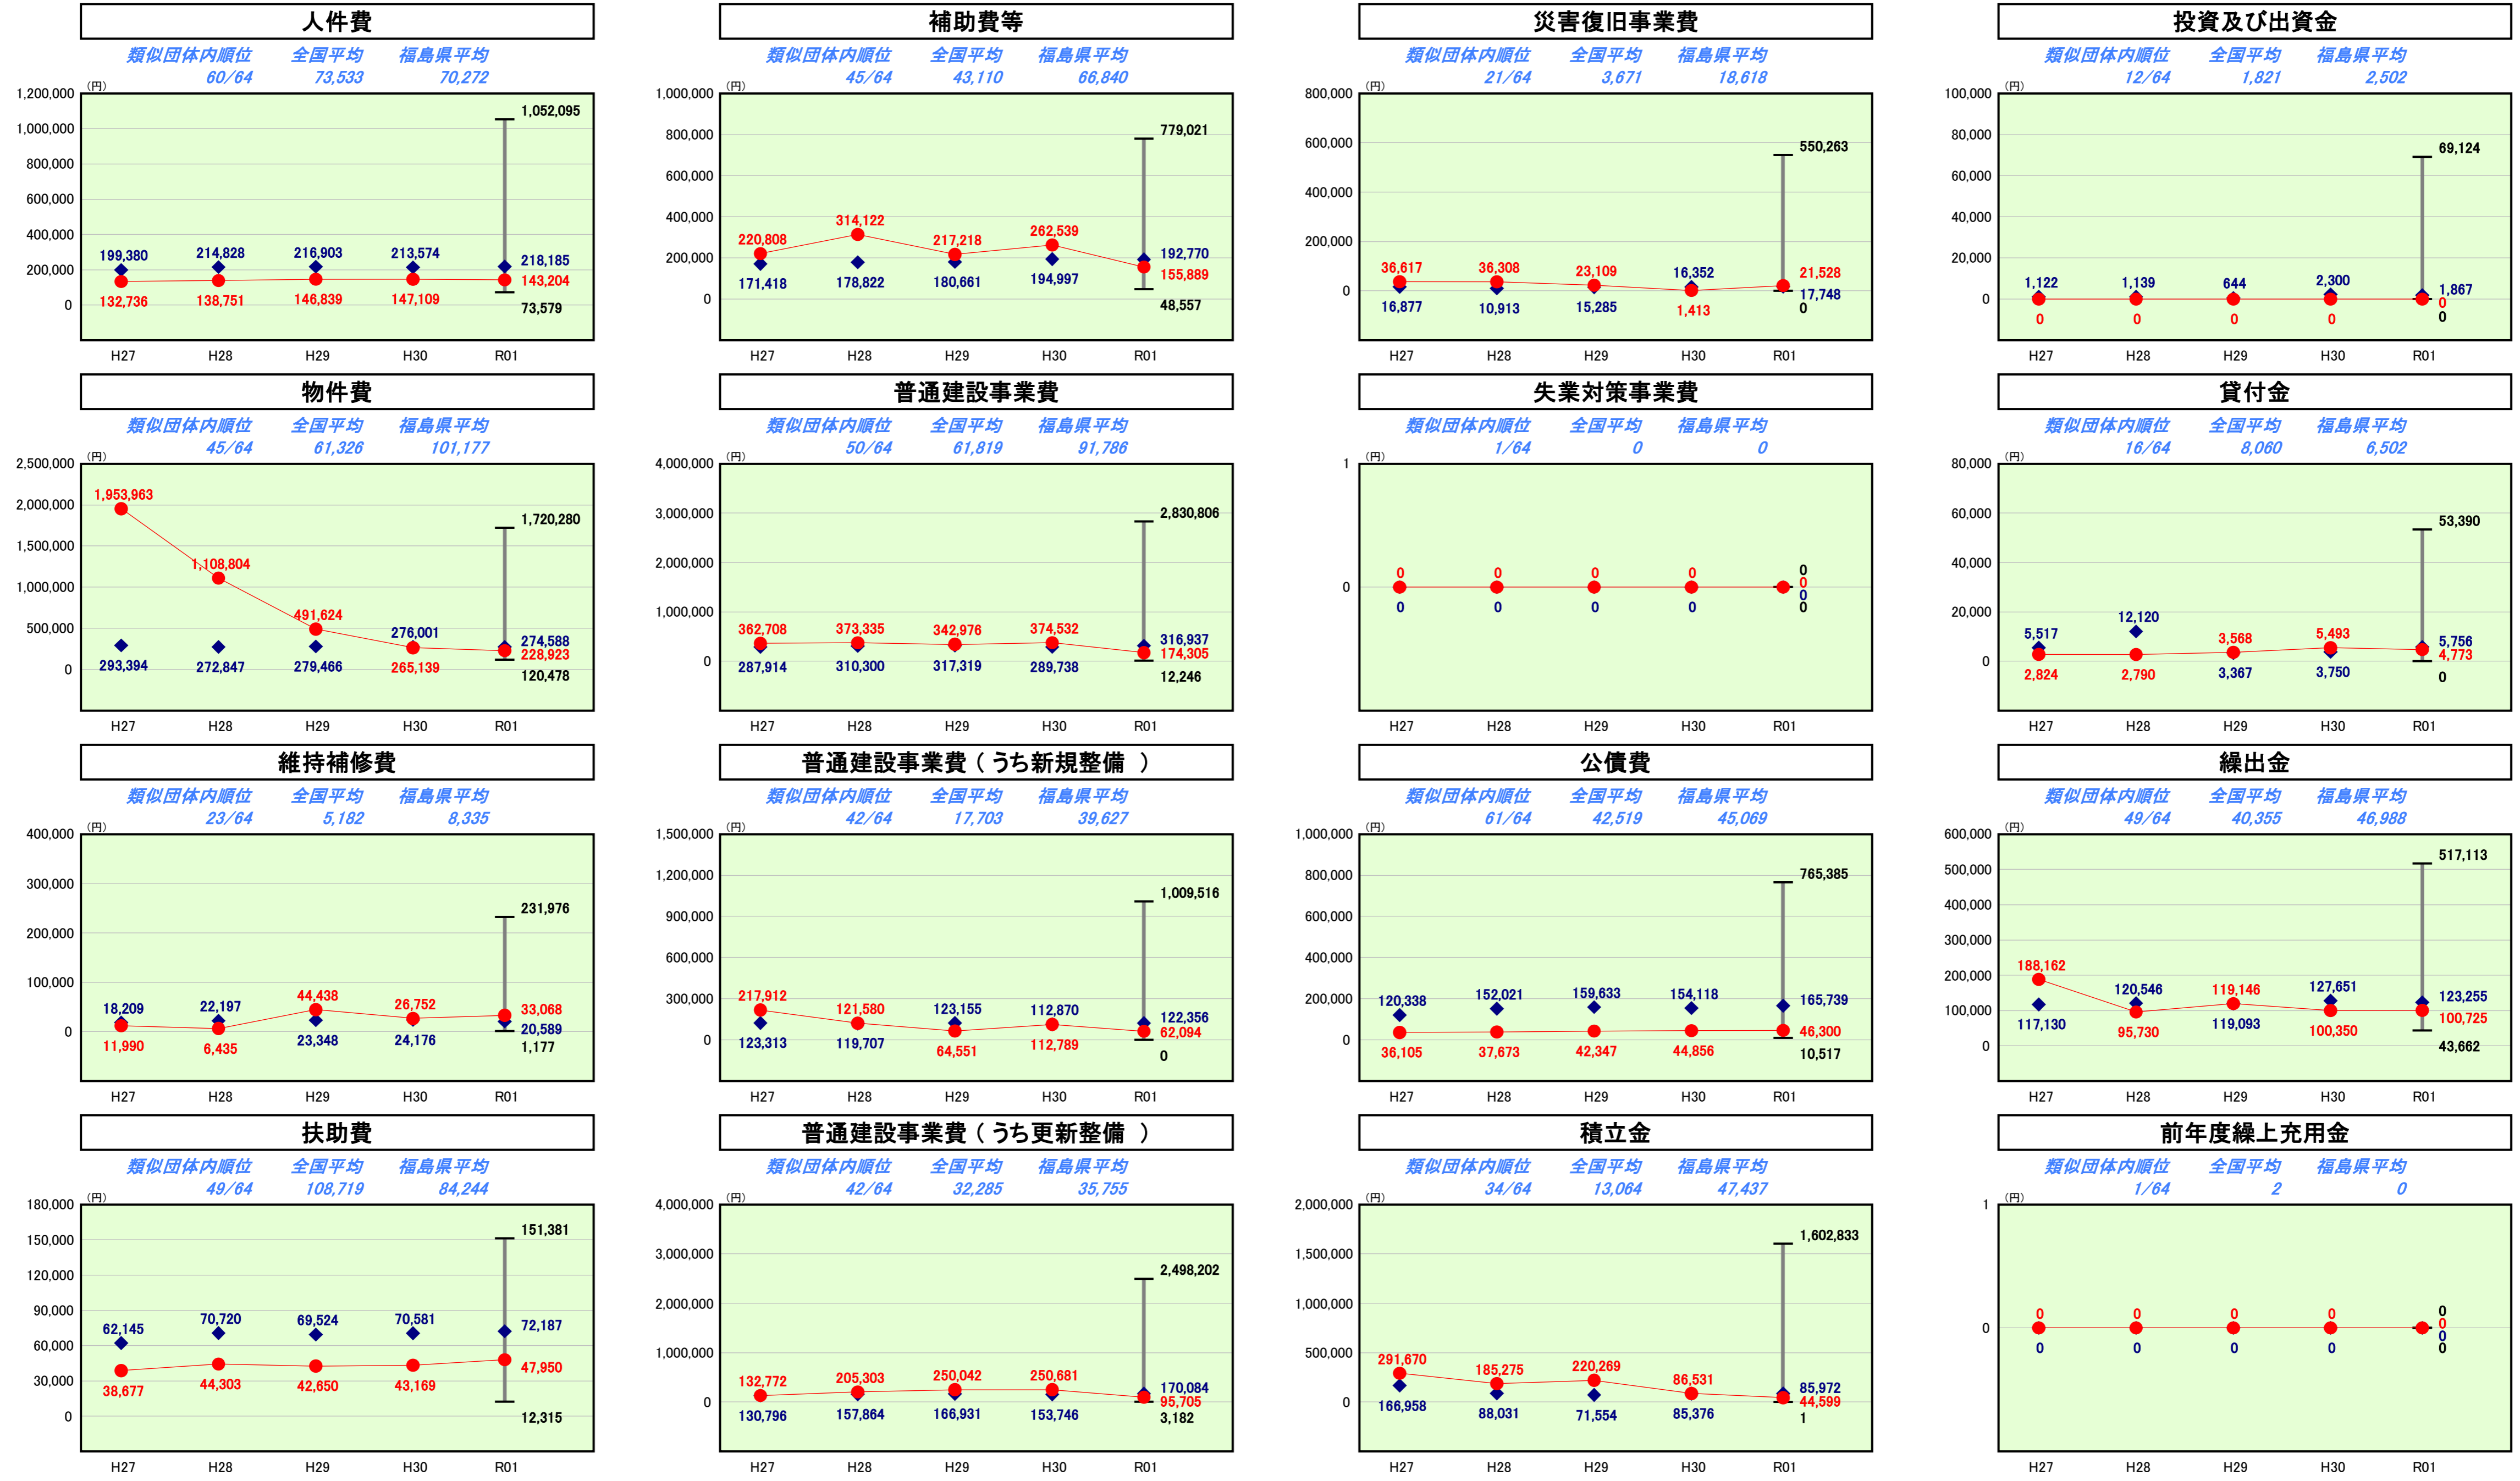 人件費
類似団体内順位 全国平均 福島県平均
60/64 73,533 70,272
(円)
1,200,000
1,000,000
800,000
600,000
400,000
200,000
0
1,052,095
199,380 214,828 216,903 213,574 218,185
132,736 138,751 146,839 147,109 143,204
73,579
H27 H28 H29 H30 R01
補助費等
類似団体内順位 全国平均 福島県平均
45/64 43,110 66,840
(円)
1,000,000
800,000
600,000
400,000
200,000
0
779,021
220,808 314,122 217,218 262,539 192,770
171,418 178,822 180,661 194,997 155,889
48,557
H27 H28 H29 H30 R01
災害復旧事業費
類似団体内順位 全国平均 福島県平均
21/64 3,671 18,618
(円)
800,000
600,000
400,000
200,000
0
550,263
36,617 36,308 23,109 16,352 21,528
16,877 10,913 15,285 1,413 17,748
0
H27 H28 H29 H30 R01
投資及び出資金
類似団体内順位 全国平均 福島県平均
12/64 1,821 2,502
(円)
100,000
80,000
60,000
40,000
20,000
0
69,124
1,122 1,139 644 2,300 1,867
0 0 0 0 0
0
H27 H28 H29 H30 R01
物件費
類似団体内順位 全国平均 福島県平均
45/64 61,326 101,177
(円)
2,500,000
2,000,000
1,500,000
1,000,000
500,000
0
1,720,280
1,953,963 1,108,804 491,624 276,001 274,588
293,394 272,847 279,466 265,139 228,923
120,478
H27 H28 H29 H30 R01
普通建設事業費
類似団体内順位 全国平均 福島県平均
50/64 61,819 91,786
(円)
4,000,000
3,000,000
2,000,000
1,000,000
0
2,830,806
362,708 373,335 342,976 374,532 316,937
287,914 310,300 317,319 289,738 174,305
12,246
H27 H28 H29 H30 R01
失業対策事業費
類似団体内順位 全国平均 福島県平均
1/64 0 0
(円)
1
0
0
0 0 0 0 0
0 0 0 0 0
0
H27 H28 H29 H30 R01
貸付金
類似団体内順位 全国平均 福島県平均
16/64 8,060 6,502
(円)
80,000
60,000
40,000
20,000
0
53,390
5,517 12,120 3,568 5,493 5,756
2,824 2,790 3,367 3,750 4,773
0
H27 H28 H29 H30 R01
維持補修費
類似団体内順位 全国平均 福島県平均
23/64 5,182 8,335
(円)
400,000
300,000
200,000
100,000
0
231,976
18,209 22,197 44,438 26,752 33,068
11,990 6,435 23,348 24,176 20,589
1,177
H27 H28 H29 H30 R01
普通建設事業費(うち新規整備 )
類似団体内順位 全国平均 福島県平均
42/64 17,703 39,627
(円)
1,500,000
1,200,000
900,000
600,000
300,000
0
1,009,516
217,912 121,580 123,155 112,870 122,356
123,313 119,707 64,551 112,789 62,094
0
H27 H28 H29 H30 R01
公債費
類似団体内順位 全国平均 福島県平均
61/64 42,519 45,069
(円)
1,000,000
800,000
600,000
400,000
200,000
0
765,385
120,338 152,021 159,633 154,118 165,739
36,105 37,673 42,347 44,856 46,300
10,517
H27 H28 H29 H30 R01
繰出金
類似団体内順位 全国平均 福島県平均
49/64 40,355 46,988
(円)
600,000
500,000
400,000
300,000
200,000
100,000
0
517,113
188,162 120,546 119,146 127,651 123,255
117,130 95,730 119,093 100,350 100,725
43,662
H27 H28 H29 H30 R01
扶助費
類似団体内順位 全国平均 福島県平均
49/64 108,719 84,244
(円)
180,000
150,000
120,000
90,000
60,000
30,000
0
151,381
62,145 70,720 69,524 70,581 72,187
38,677 44,303 42,650 43,169 47,950
12,315
H27 H28 H29 H30 R01
普通建設事業費(うち更新整備 )
類似団体内順位 全国平均 福島県平均
42/64 32,285 35,755
(円)
4,000,000
3,000,000
2,000,000
1,000,000
0
2,498,202
132,772 205,303 250,042 250,681 170,084
130,796 157,864 166,931 153,746 95,705
3,182
H27 H28 H29 H30 R01
積立金
類似団体内順位 全国平均 福島県平均
34/64 13,064 47,437
(円)
2,000,000
1,500,000
1,000,000
500,000
0
1,602,833
291,670 185,275 220,269 86,531 85,972
166,958 88,031 71,554 85,376 44,599
1
H27 H28 H29 H30 R01
前年度繰上充用金
類似団体内順位 全国平均 福島県平均
1/64 2 0
(円)
1
0
0
0 0 0 0 0
0 0 0 0 0
0
H27 H28 H29 H30 R01